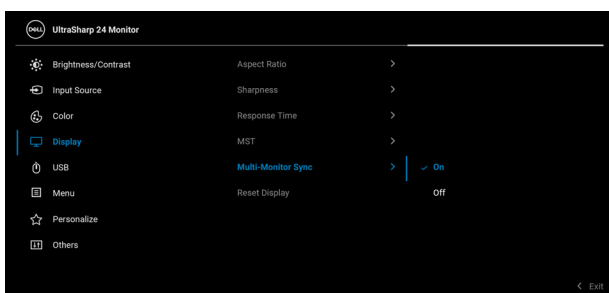 DELL UltraSharp 24 Monitor
Brightness/Contrast Aspect Ratio >
Input Source Sharpness >
Color Response Time >
Display MST >
USB Multi-Monitor Sync > ✓ On
Menu Reset Display Off
Personalize
Others
< Exit